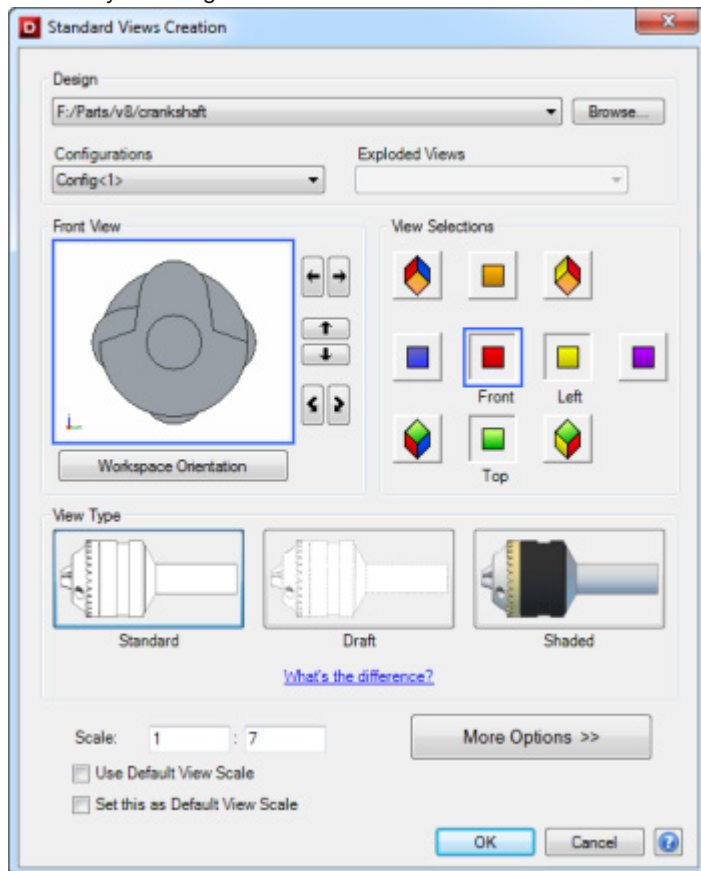 Standard Views Creation
Design
F:/Parts/v8/crankshaft
Browse...
Configurations
Exploded Views
Config<1>
Front View
View Selections
Front
Left
Workspace Orientation
Top
View Type
Standard
Draft
Shaded
What's the difference?
Scale: 1 : 7
More Options >>
Use Default View Scale
Set this as Default View Scale
OK
Cancel